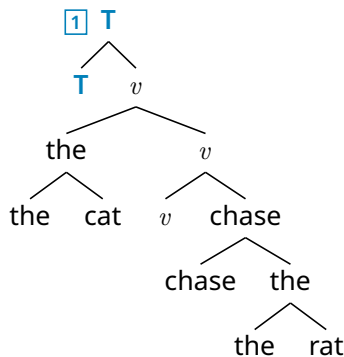 1 T
T v
the v
the cat v chase
chase the
the rat